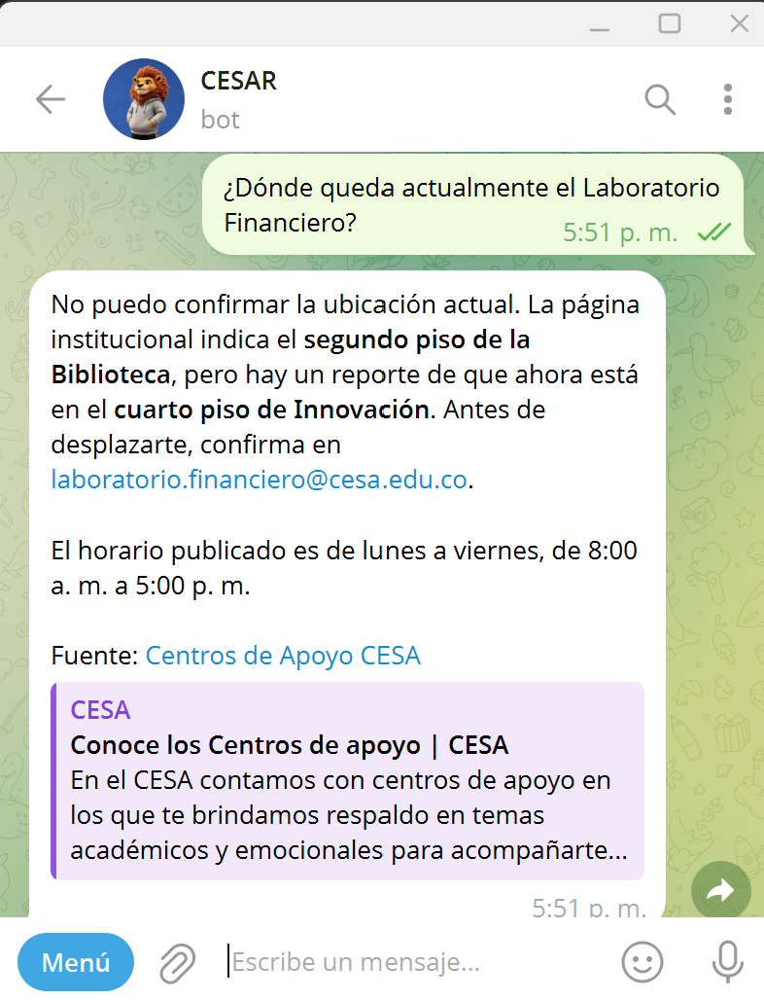 CESAR
bot
¿Dónde queda actualmente el Laboratorio
Financiero?
5:51 p. m.
No puedo confirmar la ubicación actual. La página
institucional indica el segundo piso de la
Biblioteca, pero hay un reporte de que ahora está
en el cuarto piso de Innovación. Antes de
desplazarte, confirma en
laboratorio.financiero@cesa.edu.co.
El horario publicado es de lunes a viernes, de 8:00
a. m. a 5:00 p. m.
Fuente: Centros de Apoyo CESA
CESA
Conoce los Centros de apoyo | CESA
En el CESA contamos con centros de apoyo en
los que te brindamos respaldo en temas
académicos y emocionales para acompañarte...
5:51 p. m.
Menú
Escribe un mensaje...